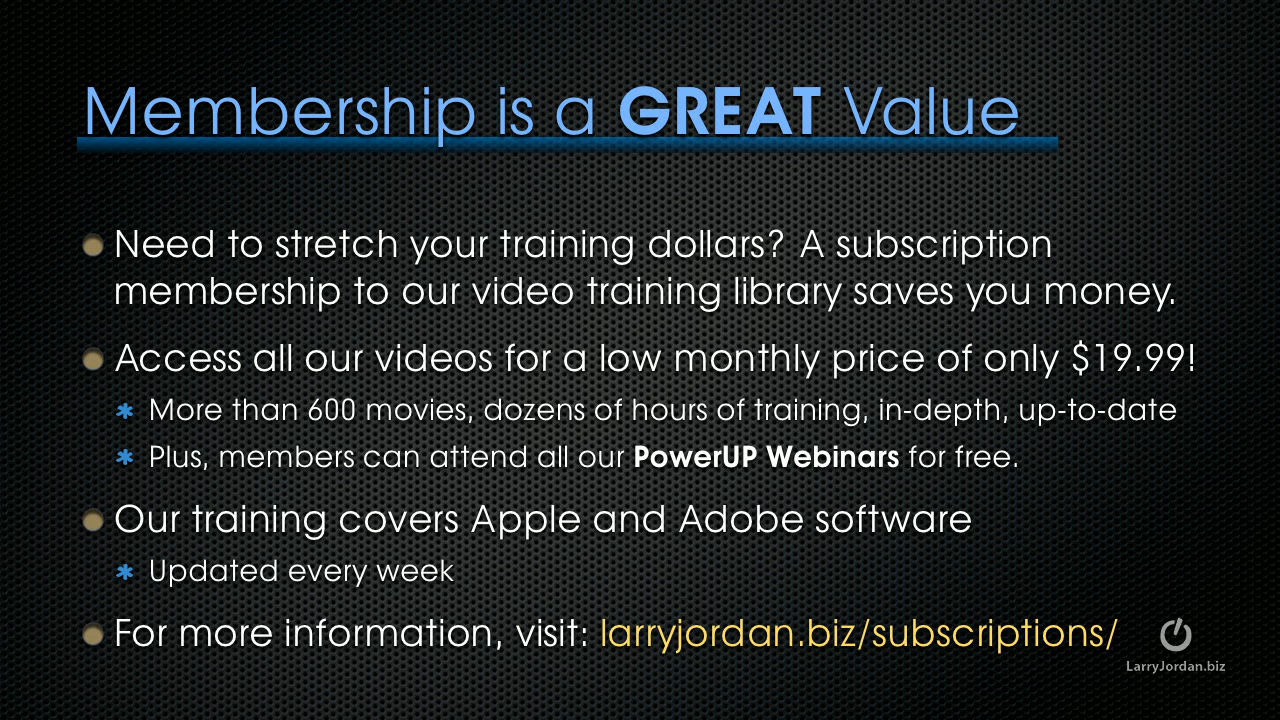 Membership is a GREAT Value
Need to stretch your training dollars? A subscription
membership to our video training library saves you money.
Access all our videos for a low monthly price of only $19.99!
More than 600 movies, dozens of hours of training, in-depth, up-to-date
Plus, members can attend all our PowerUP Webinars for free.
Our training covers Apple and Adobe software
Updated every week
For more information, visit: larryjordan.biz/subscriptions/
LarryJordan.biz